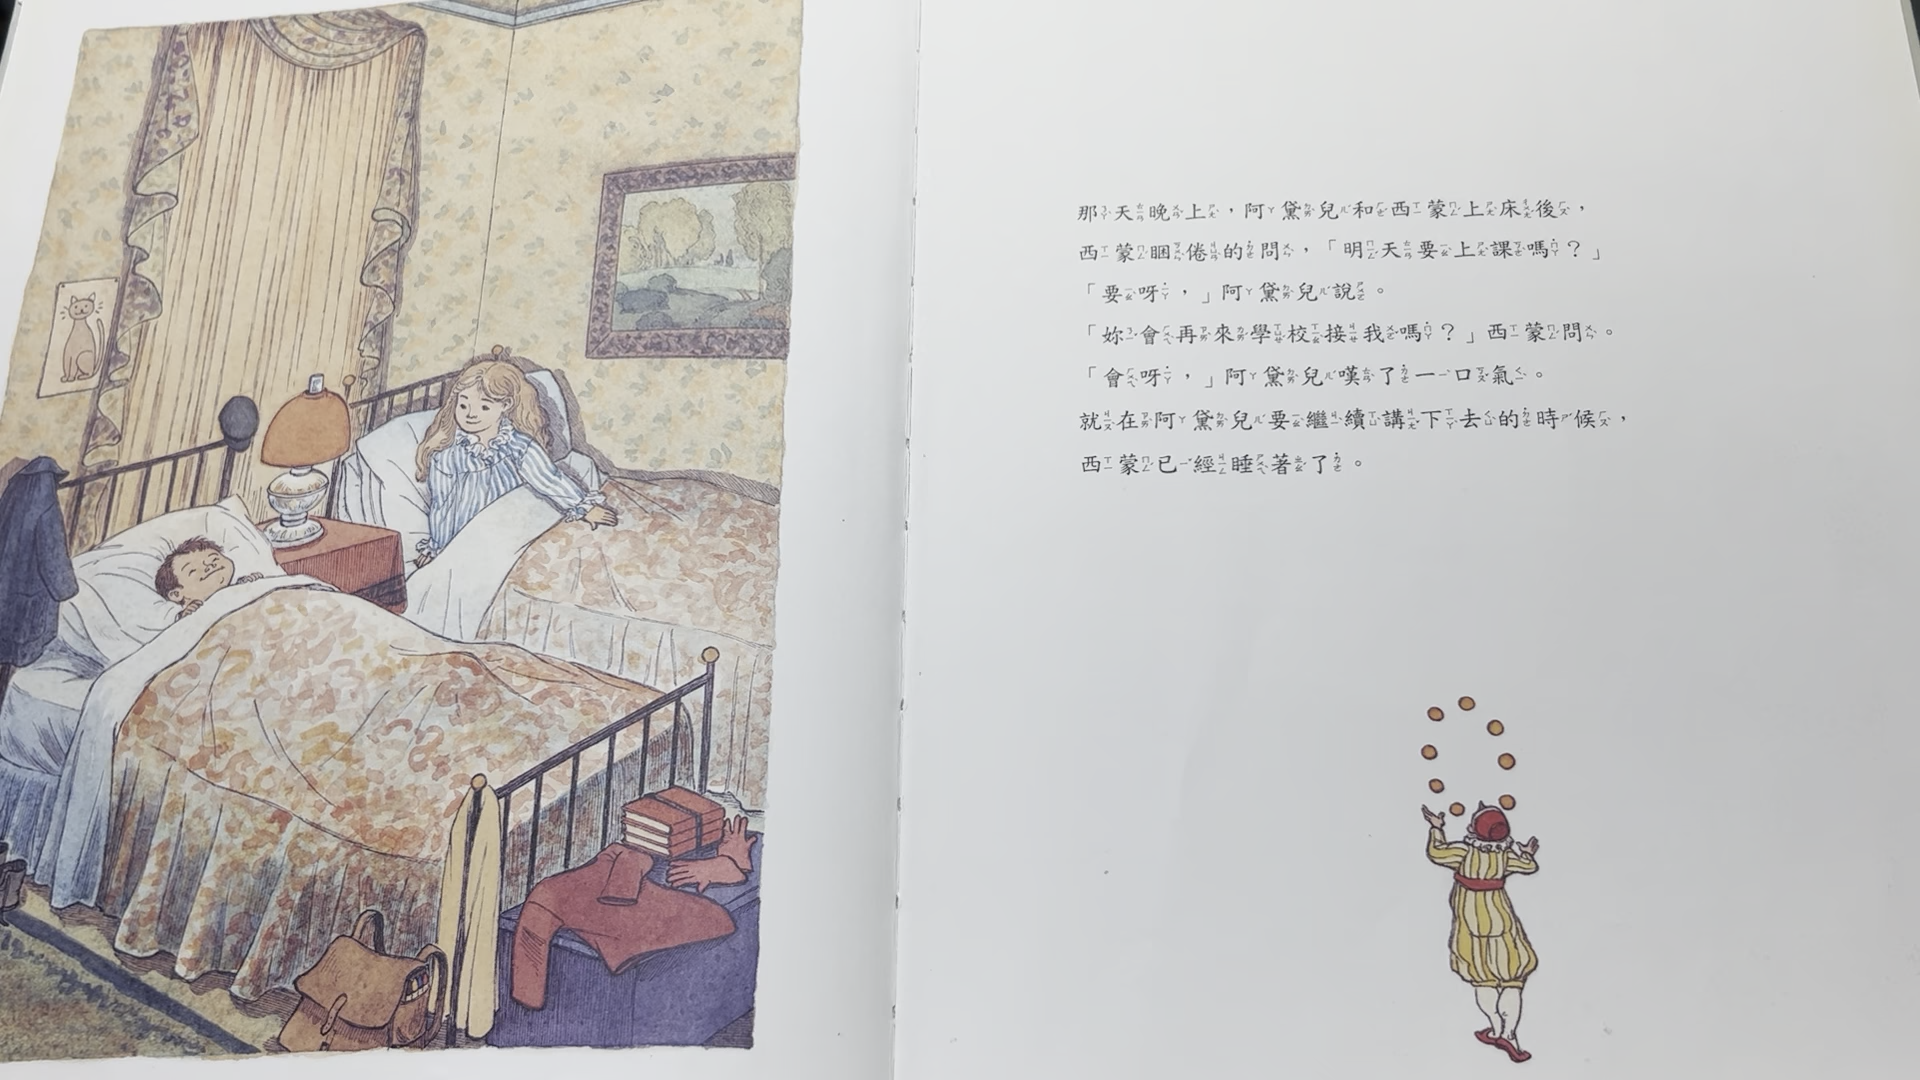 那天晚上，阿黛兒和西蒙上床後，
西蒙睏倦的問，「明天要上課嗎？」
「要呀，」阿黛兒說。
「妳會再來學校接我嗎？」西蒙問。
「會呀，」阿黛兒嘆了一口氣。
就在阿黛兒要繼續講下去的時候，
西蒙已經睡著了。